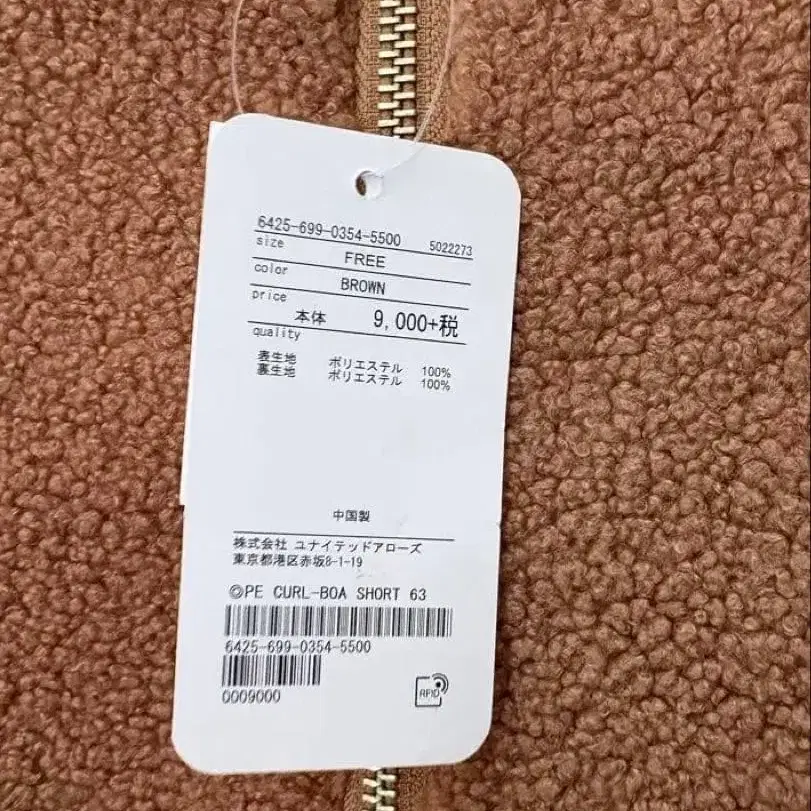 6425-699-0354-5500 5022273
size FREE
color BROWN
price
本体 9,000+税
quality
表生地 ポリエステル 100%
裏生地 ポリエステル 100%
中国製
株式会社 ユナイテッドアローズ
東京都港区赤坂8-1-19
◎PE CURL-BOA SHORT 63
6425-699-0354-5500
0009000
RFID